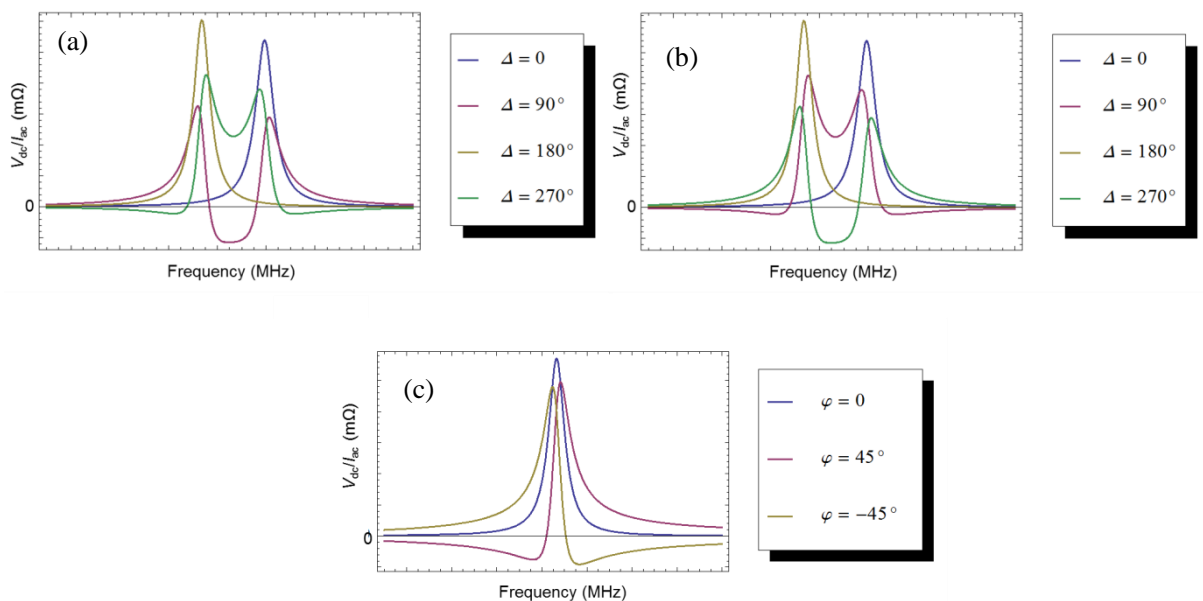 (a)
V_dc/I_ac (mΩ)
0
Frequency (MHz)
Δ = 0
Δ = 90°
Δ = 180°
Δ = 270°
(b)
V_dc/I_ac (mΩ)
0
Frequency (MHz)
Δ = 0
Δ = 90°
Δ = 180°
Δ = 270°
(c)
V_dc/I_ac (mΩ)
0
Frequency (MHz)
φ = 0
φ = 45°
φ = −45°